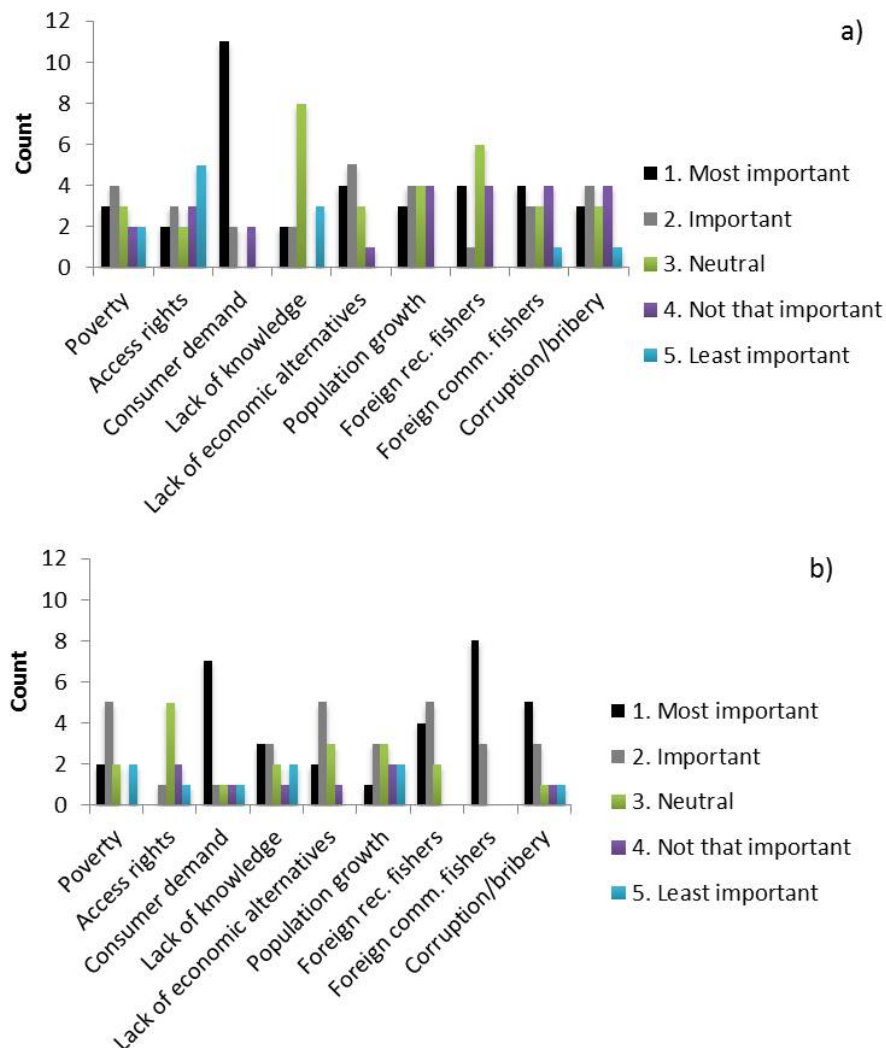 a)
12
10
8
6
4
2
0
Count
Poverty
Access rights
Consumer demand
Lack of knowledge
Lack of economic alternatives
Population growth
Foreign rec. fishers
Foreign comm. fishers
Corruption/bribery
1. Most important
2. Important
3. Neutral
4. Not that important
5. Least important
b)
12
10
8
6
4
2
0
Count
Poverty
Access rights
Consumer demand
Lack of knowledge
Lack of economic alternatives
Population growth
Foreign rec. fishers
Foreign comm. fishers
Corruption/bribery
1. Most important
2. Important
3. Neutral
4. Not that important
5. Least important